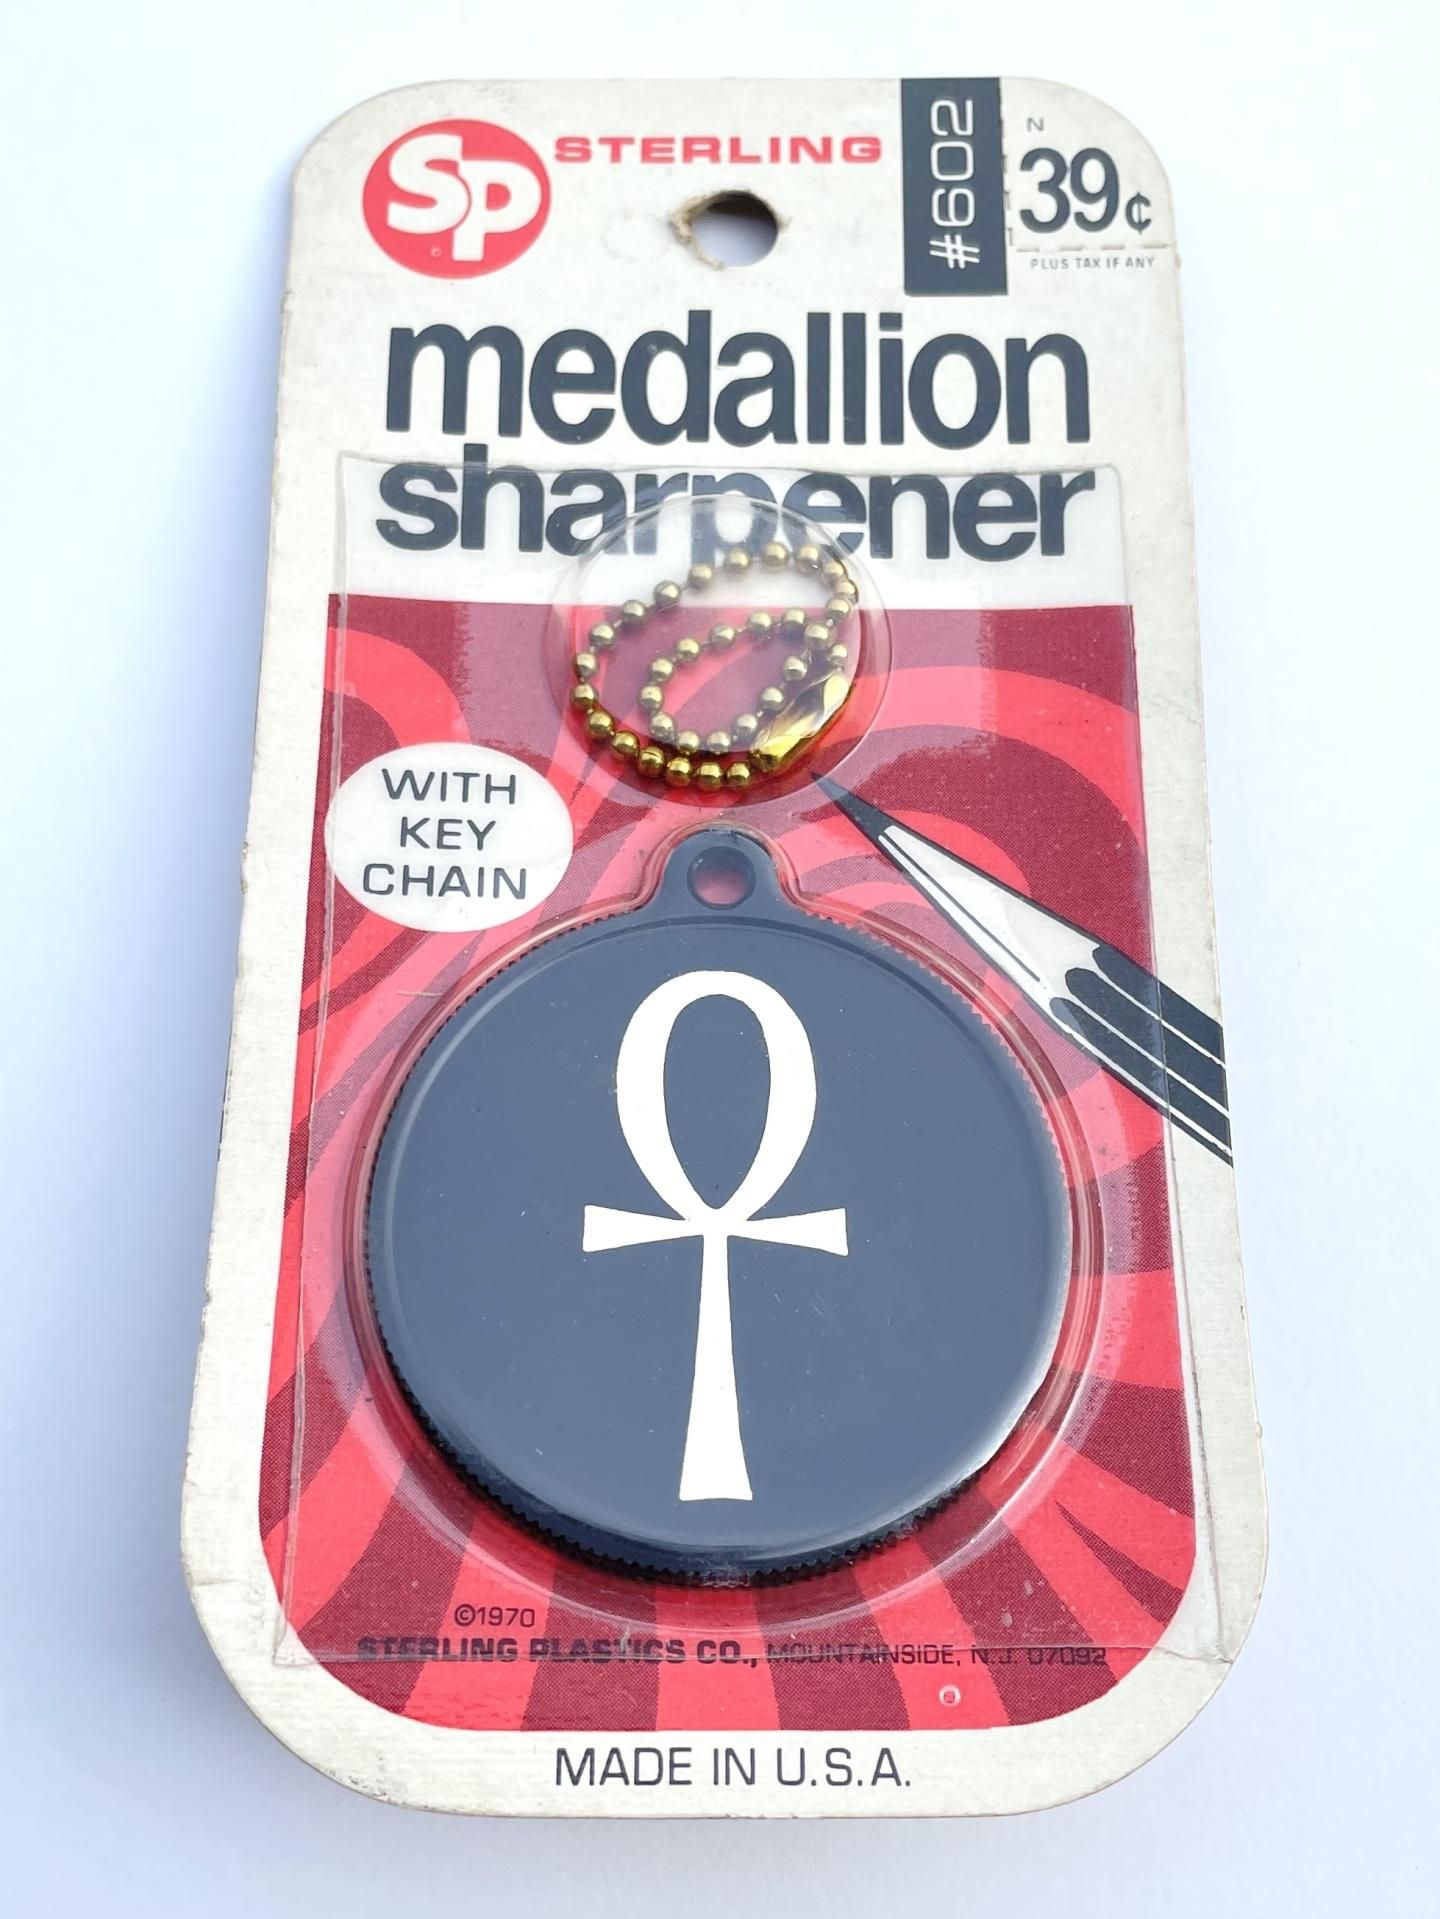 SP STERLING
#602
N
39¢
PLUS TAX IF ANY
medallion
sharpener
WITH
KEY
CHAIN
©1970
STERLING PLASTICS CO., MOUNTAINSIDE, N.J. 07092
MADE IN U.S.A.